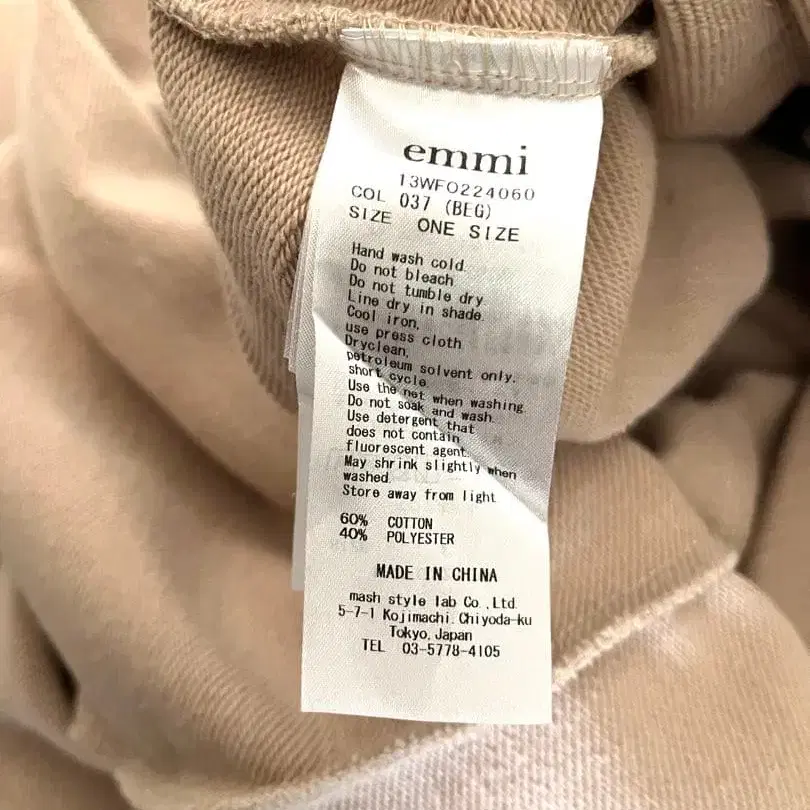 emmi
13WFO224060
COL 037 (BEG)
SIZE ONE SIZE
Hand wash cold.
Do not bleach
Do not tumble dry
Line dry in shade.
Cool iron,
use press cloth
Dryclean,
petroleum solvent only.
short cycle
Use the net when washing
Do not soak and wash
Use detergent that
does not contain
fluorescent agent.
May shrink slightly when
washed
Store away from light
60% COTTON
40% POLYESTER
MADE IN CHINA
mash style lab Co.,Ltd.
5-7-1 Kojimachi, Chiyoda-ku
Tokyo, Japan
TEL 03-5778-4105